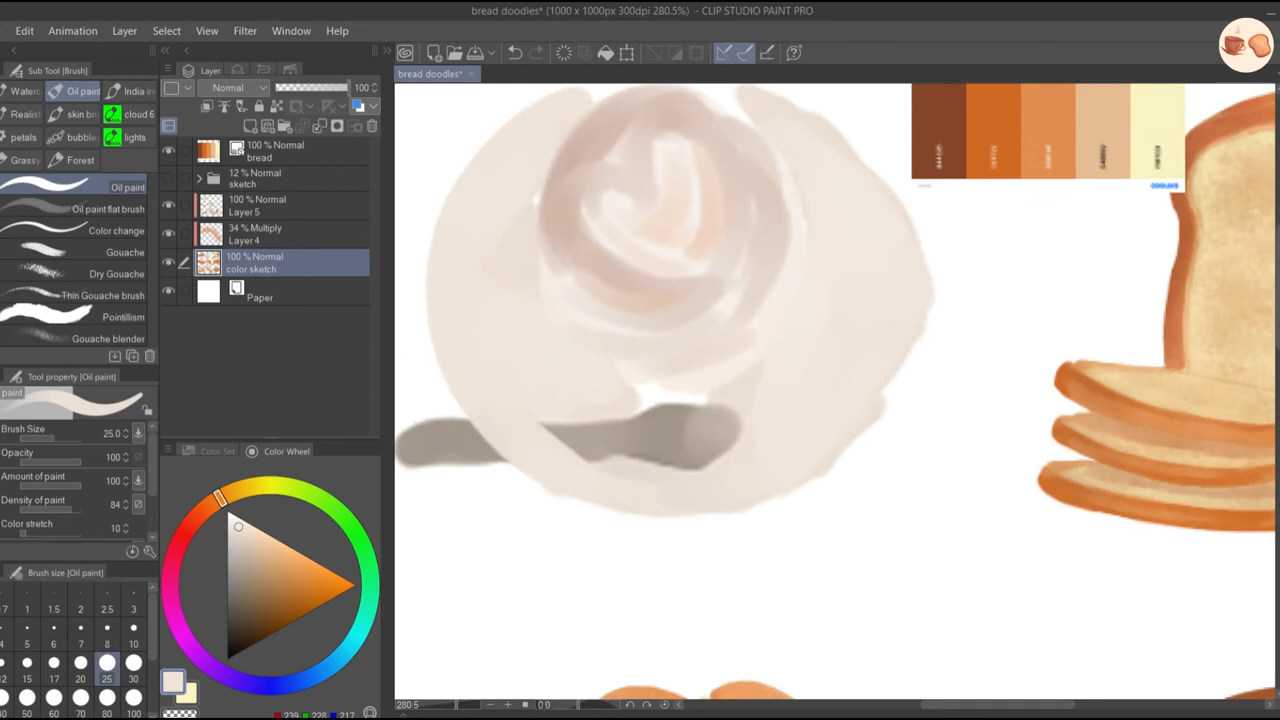 bread doodles* (1000 x 1000px 300dpi 280.5%) - CLIP STUDIO PAINT PRO
Edit Animation Layer Select View Filter Window Help
Sub Tool [Brush]
Layer
bread doodles*
Oil paint
India in
Normal
100
Realist
skin br
cloud 6
petals
bubble
lights
Grassy
Forest
100 % Normal
bread
12 % Normal
sketch
100 % Normal
Layer 5
34 % Multiply
Layer 4
100 % Normal
color sketch
Paper
Oil paint
Oil paint flat brush
Color change
Gouache
Dry Gouache
Thin Gouache brush
Pointillism
Gouache blender
Tool property [Oil paint]
paint
Brush Size 25.0
Opacity 100
Amount of paint 100
Density of paint 84
Color stretch 10
Color Set
Color Wheel
Brush size [Oil paint]
0.7 1 1.5 2 2.5 3
4 5 6 7 8 10
15 17 20 25 30
50 60 70 80 100
239 228 217
280.5
0.0